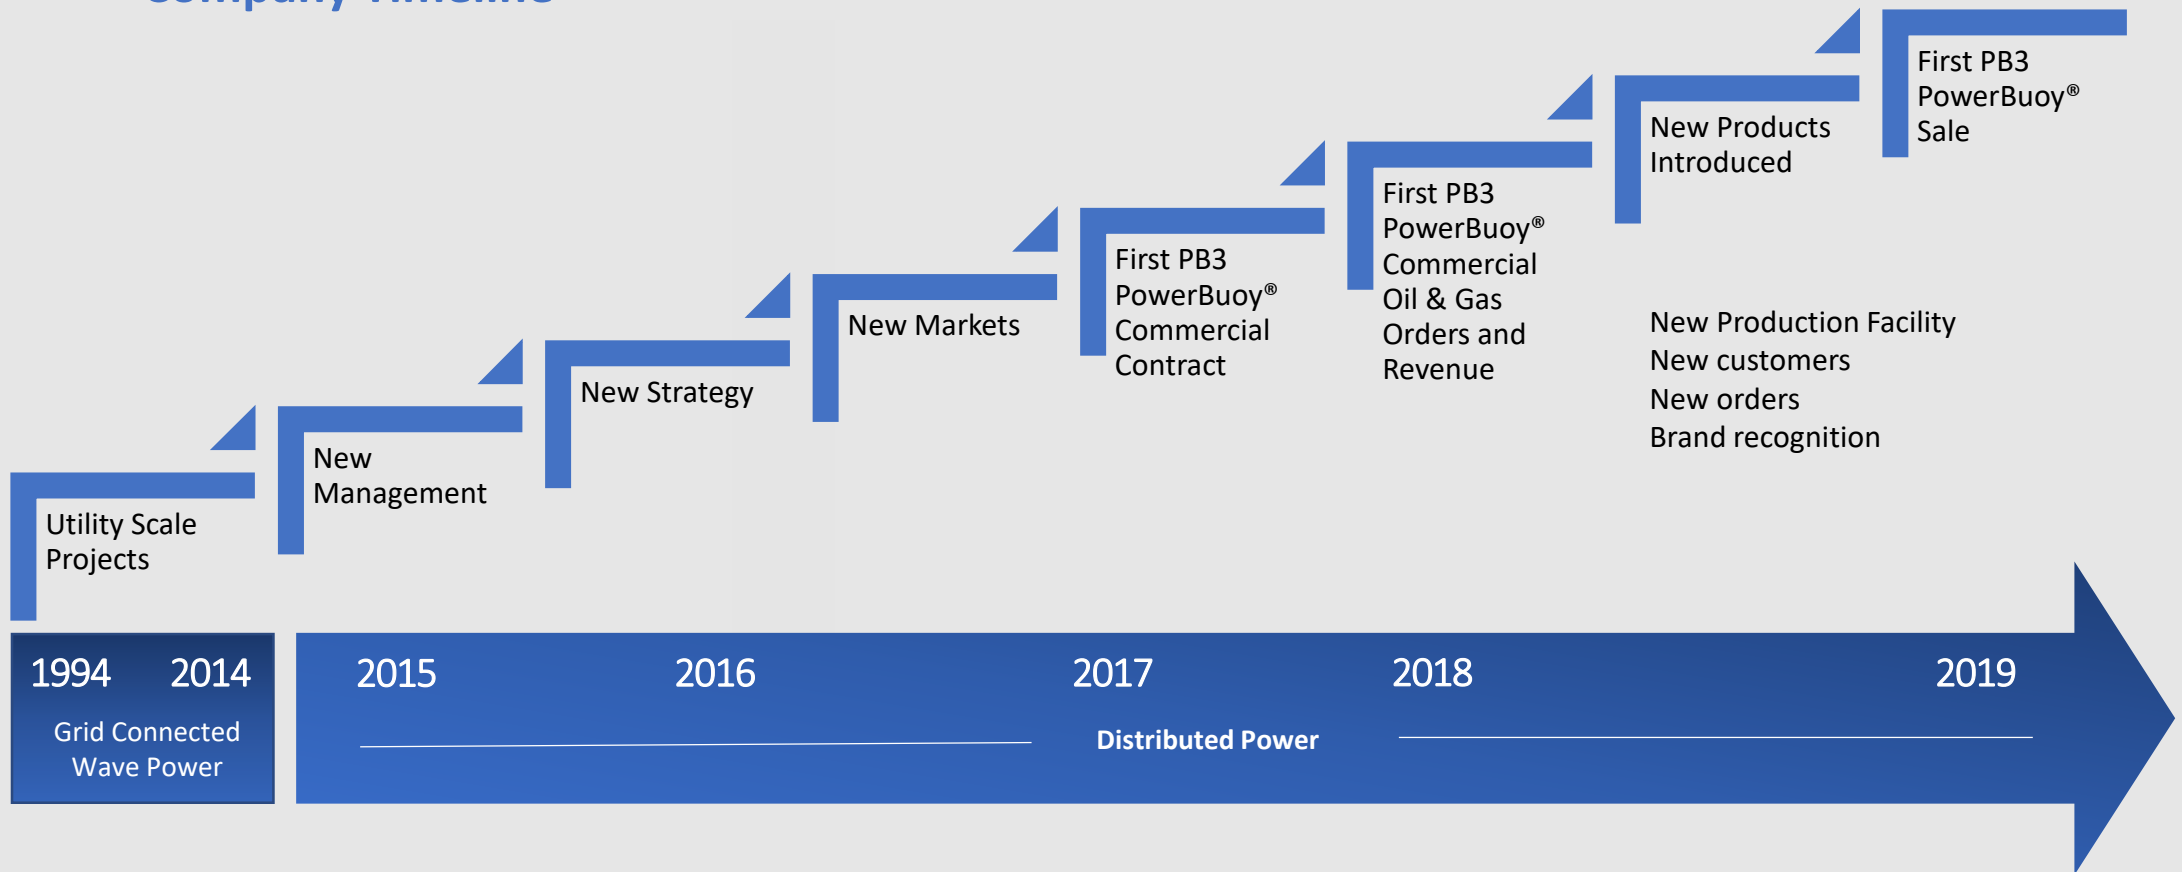 Company Timeline
Utility Scale
Projects
New
Management
New Strategy
New Markets
First PB3
PowerBuoy®
Commercial
Contract
First PB3
PowerBuoy®
Commercial
Oil & Gas
Orders and
Revenue
New Products
Introduced
First PB3
PowerBuoy®
Sale
New Production Facility
New customers
New orders
Brand recognition
1994 2014
Grid Connected
Wave Power
2015 2016 2017 2018 2019
Distributed Power